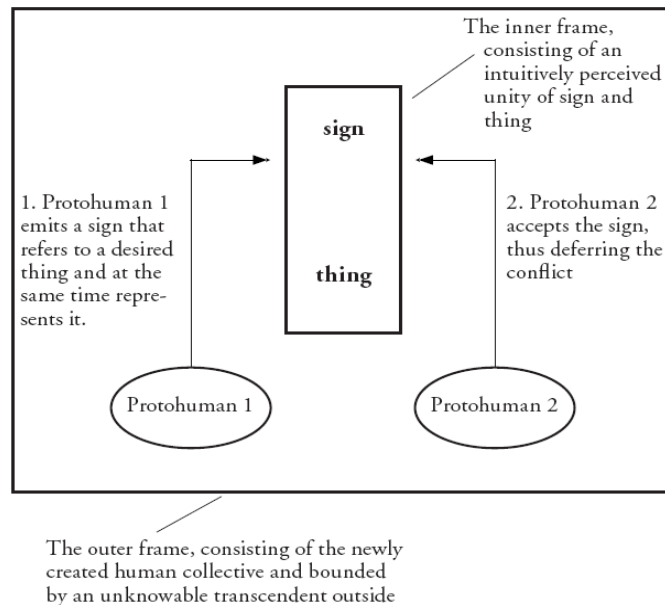 The inner frame,
consisting of an
intuitively perceived
unity of sign and
thing
sign
1. Protohuman 1
emits a sign that
refers to a desired
thing and at the
same time repre-
sents it.
2. Protohuman 2
accepts the sign,
thus deferring the
conflict
thing
Protohuman 1
Protohuman 2
The outer frame, consisting of the newly
created human collective and bounded
by an unknowable transcendent outside